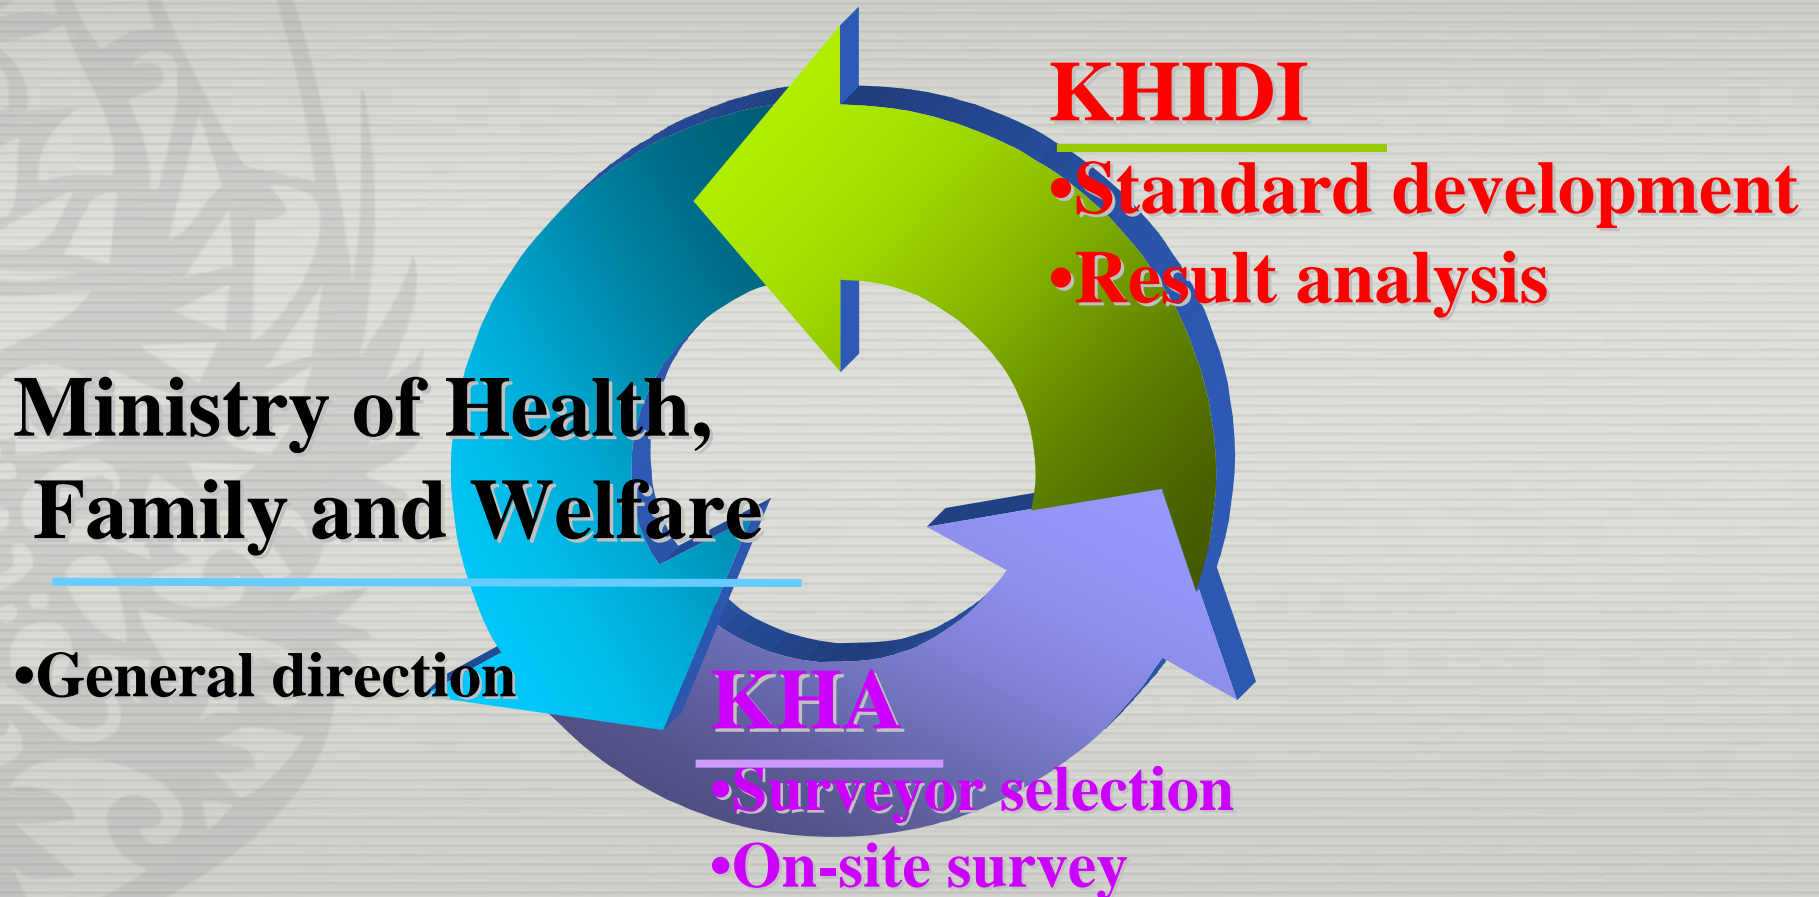 KHIDI
•Standard development
•Result analysis
Ministry of Health,
Family and Welfare
•General direction
KHA
•Surveyor selection
•On-site survey